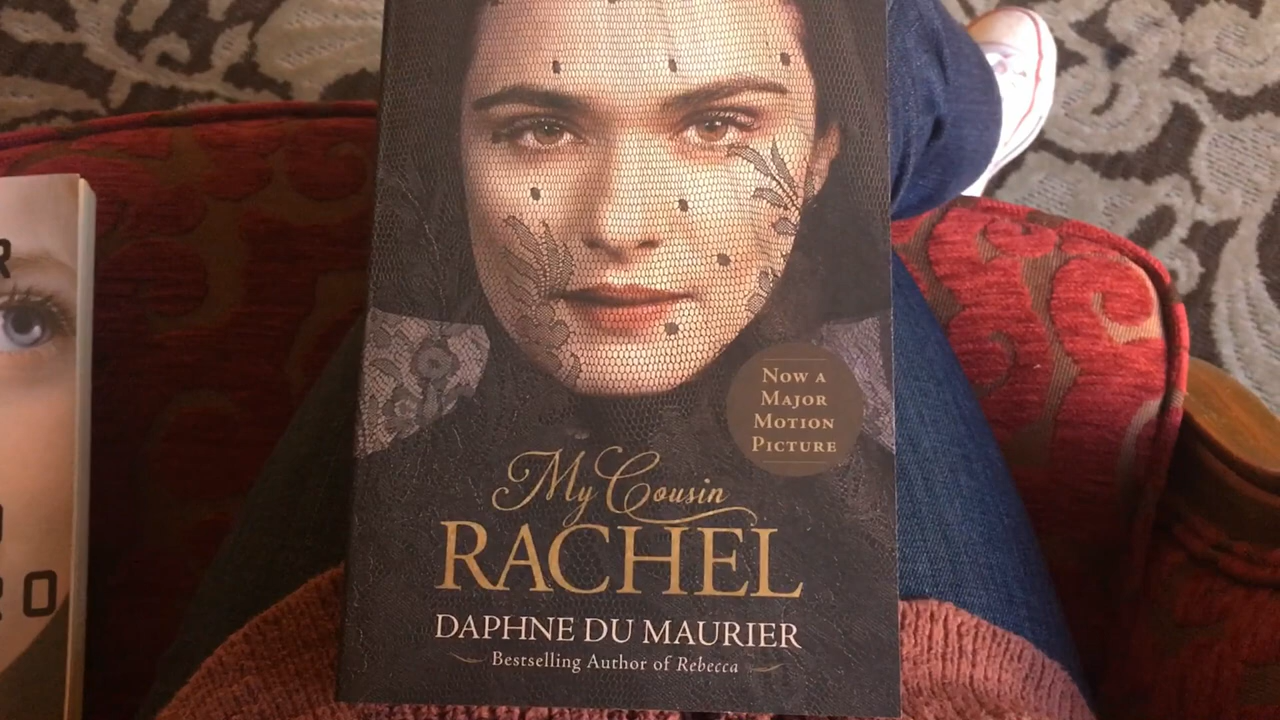 Now a
Major
Motion
Picture
My Cousin
RACHEL
DAPHNE DU MAURIER
Bestselling Author of Rebecca